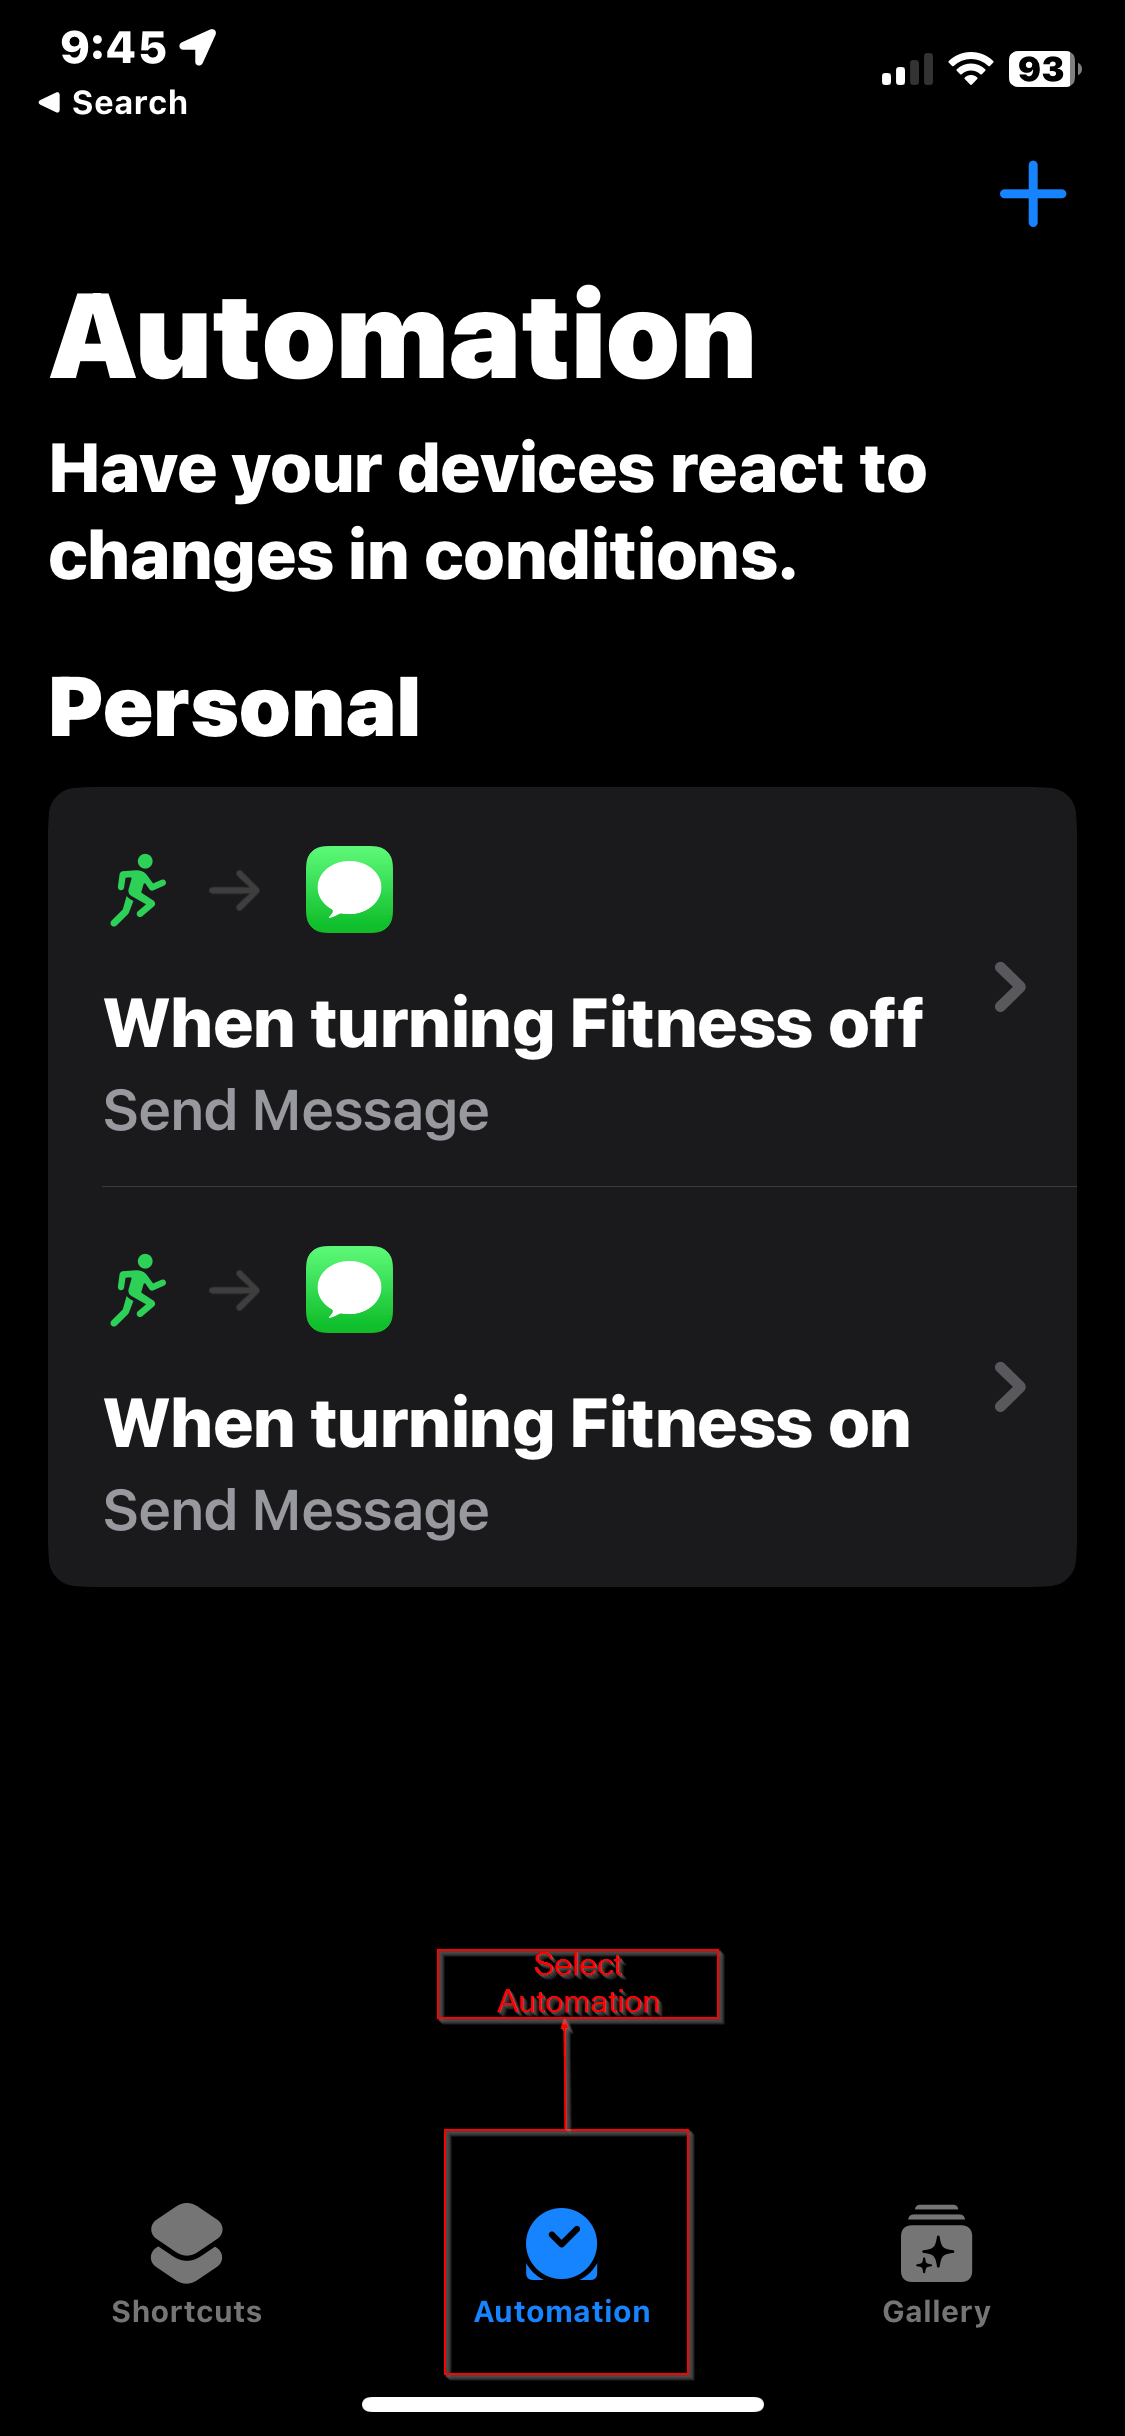 9:45
93
Search
Automation
Have your devices react to
changes in conditions.
Personal
When turning Fitness off
Send Message
When turning Fitness on
Send Message
Select
Automation
Shortcuts
Automation
Gallery